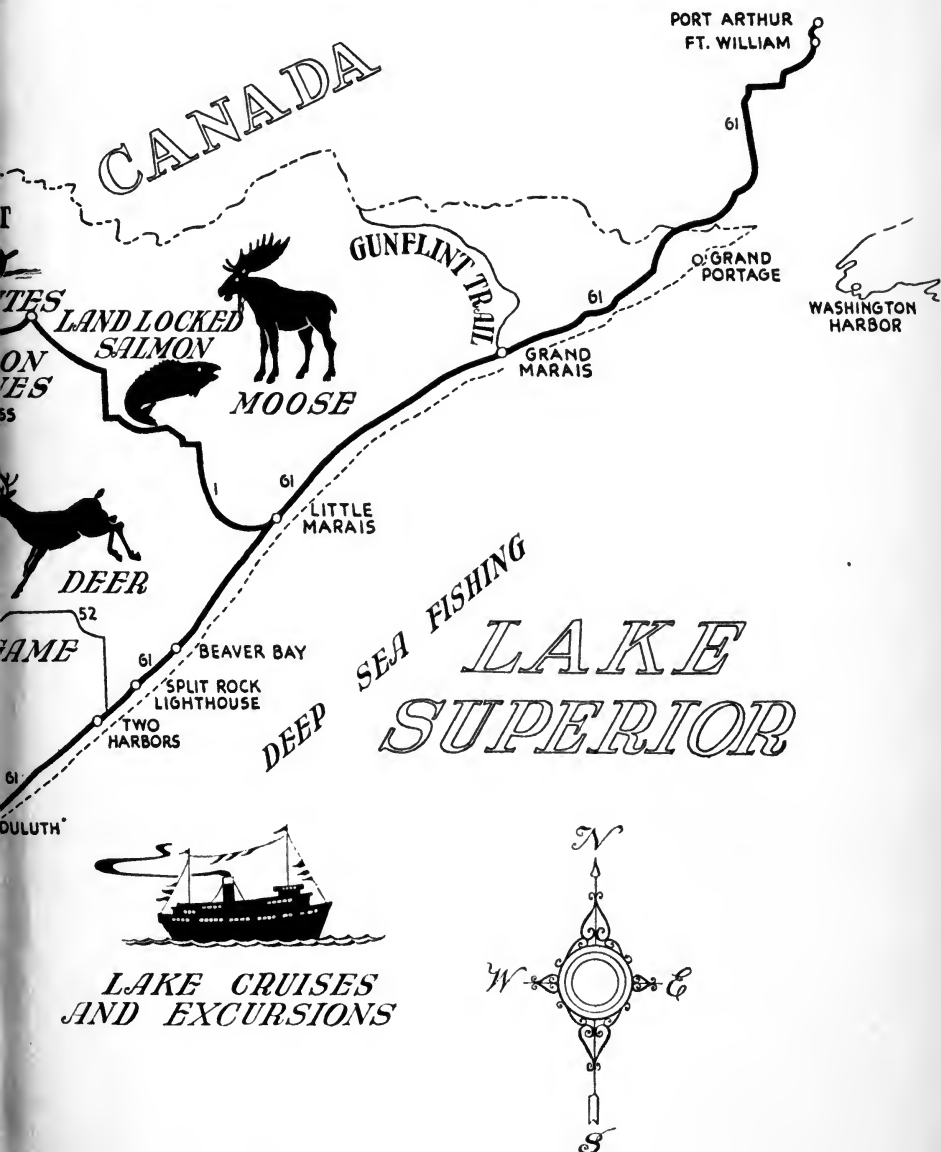 PORT ARTHUR
FT. WILLIAM
CANADA
61
GUNFLINT TRAIL
GRAND
PORTAGE
WASHINGTON
HARBOR
61
LAND LOCKED
SALMON
MOOSE
GRAND
MARAIS
1
61
LITTLE
MARAIS
DEER
52
DEEP SEA FISHING
LAKE
SUPERIOR
61
BEAVER BAY
SPLIT ROCK
LIGHTHOUSE
TWO
HARBORS
61
DULUTH
LAKE CRUISES
AND EXCURSIONS
N
W E
S